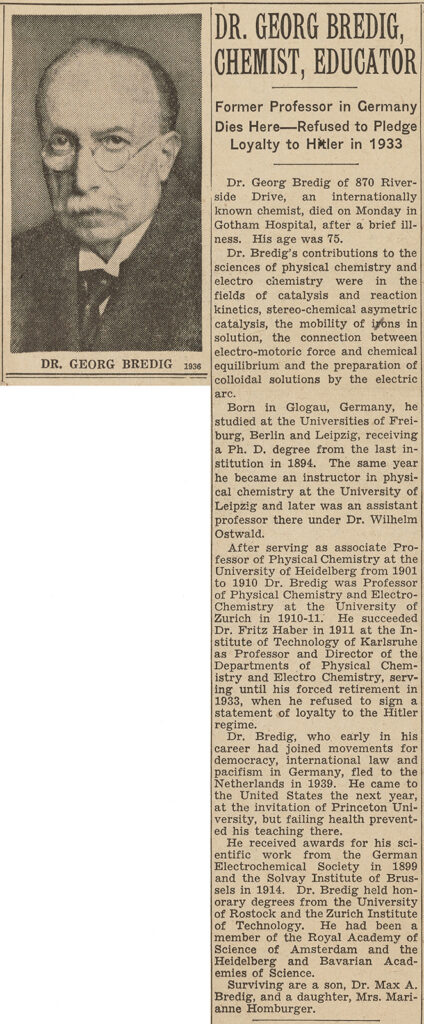 DR. GEORG BREDIG 1936
DR. GEORG BREDIG,
CHEMIST, EDUCATOR
Former Professor in Germany
Dies Here—Refused to Pledge
Loyalty to Hitler in 1933
Dr. Georg Bredig of 870 River-
side Drive, an internationally
known chemist, died on Monday in
Gotham Hospital, after a brief ill-
ness. His age was 75.
Dr. Bredig's contributions to the
sciences of physical chemistry and
electro chemistry were in the
fields of catalysis and reaction
kinetics, stereo-chemical asymetric
catalysis, the mobility of irons in
solution, the connection between
electro-motoric force and chemical
equilibrium and the preparation of
colloidal solutions by the electric
arc.
Born in Glogau, Germany, he
studied at the Universities of Frei-
burg, Berlin and Leipzig, receiving
a Ph. D. degree from the last in-
stitution in 1894. The same year
he became an instructor in physi-
cal chemistry at the University of
Leipzig and later was an assistant
professor there under Dr. Wilhelm
Ostwald.
After serving as associate Pro-
fessor of Physical Chemistry at the
University of Heidelberg from 1901
to 1910 Dr. Bredig was Professor
of Physical Chemistry and Electro-
Chemistry at the University of
Zurich in 1910-11. He succeeded
Dr. Fritz Haber in 1911 at the In-
stitute of Technology of Karlsruhe
as Professor and Director of the
Departments of Physical Chem-
istry and Electro Chemistry, serv-
ing until his forced retirement in
1933, when he refused to sign a
statement of loyalty to the Hitler
regime.
Dr. Bredig, who early in his
career had joined movements for
democracy, international law and
pacifism in Germany, fled to the
Netherlands in 1939. He came to
the United States the next year,
at the invitation of Princeton Uni-
versity, but failing health prevent-
ed his teaching there.
He received awards for his sci-
entific work from the German
Electrochemical Society in 1899
and the Solvay Institute of Brus-
sels in 1914. Dr. Bredig held hon-
orary degrees from the University
of Rostock and the Zurich Institute
of Technology. He had been a
member of the Royal Academy of
Science of Amsterdam and the
Heidelberg and Bavarian Acad-
emies of Science.
Surviving are a son, Dr. Max A.
Bredig, and a daughter, Mrs. Mari-
anne Homburger.